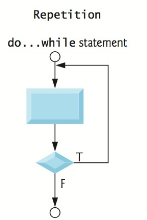 Repetition
do...while statement
T
F